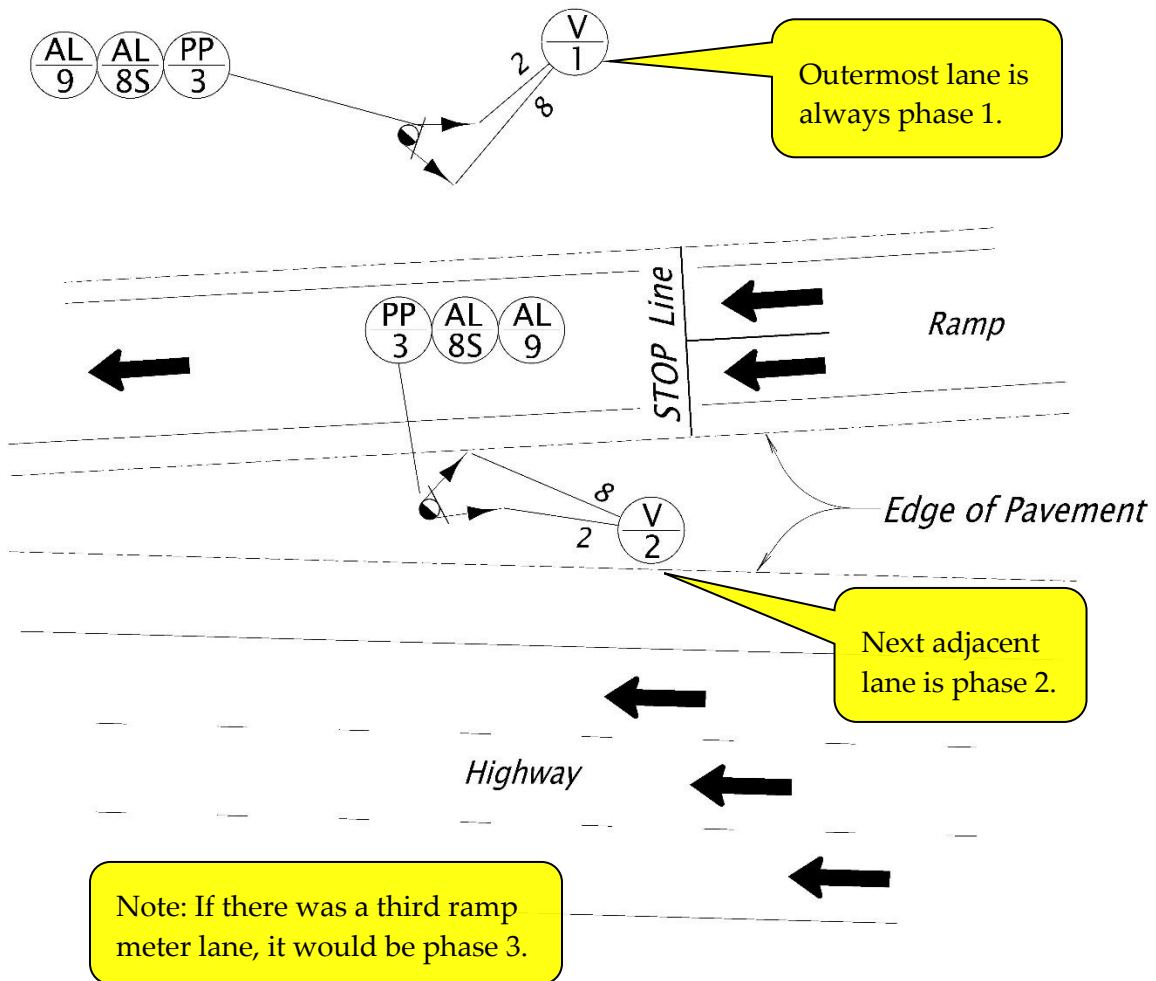 AL
9
AL
8S
PP
3
V
1
2
8
Outermost lane is
always phase 1.
PP
3
AL
8S
AL
9
STOP Line
Ramp
8
2
V
2
Edge of Pavement
Next adjacent
lane is phase 2.
Highway
Note: If there was a third ramp
meter lane, it would be phase 3.